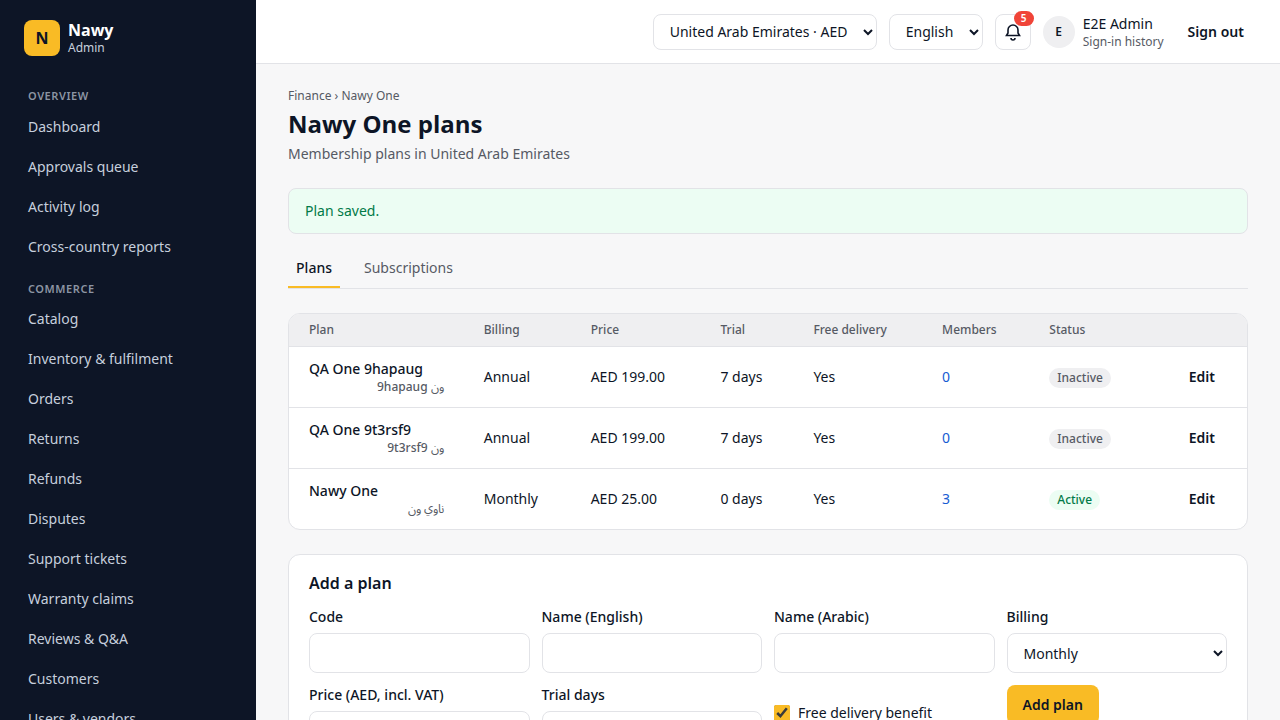 N
Nawy
Admin
United Arab Emirates · AED
English
5
E
E2E Admin
Sign-in history
Sign out
OVERVIEW
Dashboard
Approvals queue
Activity log
Cross-country reports
COMMERCE
Catalog
Inventory & fulfilment
Orders
Returns
Refunds
Disputes
Support tickets
Warranty claims
Reviews & Q&A
Customers
Users & vendors
Finance › Nawy One
Nawy One plans
Membership plans in United Arab Emirates
Plan saved.
Plans Subscriptions
Plan Billing Price Trial Free delivery Members Status
QA One 9hapaug Annual AED 199.00 7 days Yes 0 Inactive Edit
ون 9hapaug
QA One 9t3rsf9 Annual AED 199.00 7 days Yes 0 Inactive Edit
ون 9t3rsf9
Nawy One Monthly AED 25.00 0 days Yes 3 Active Edit
ناوي ون
Add a plan
Code Name (English) Name (Arabic) Billing
Monthly
Price (AED, incl. VAT) Trial days
Free delivery benefit
Add plan